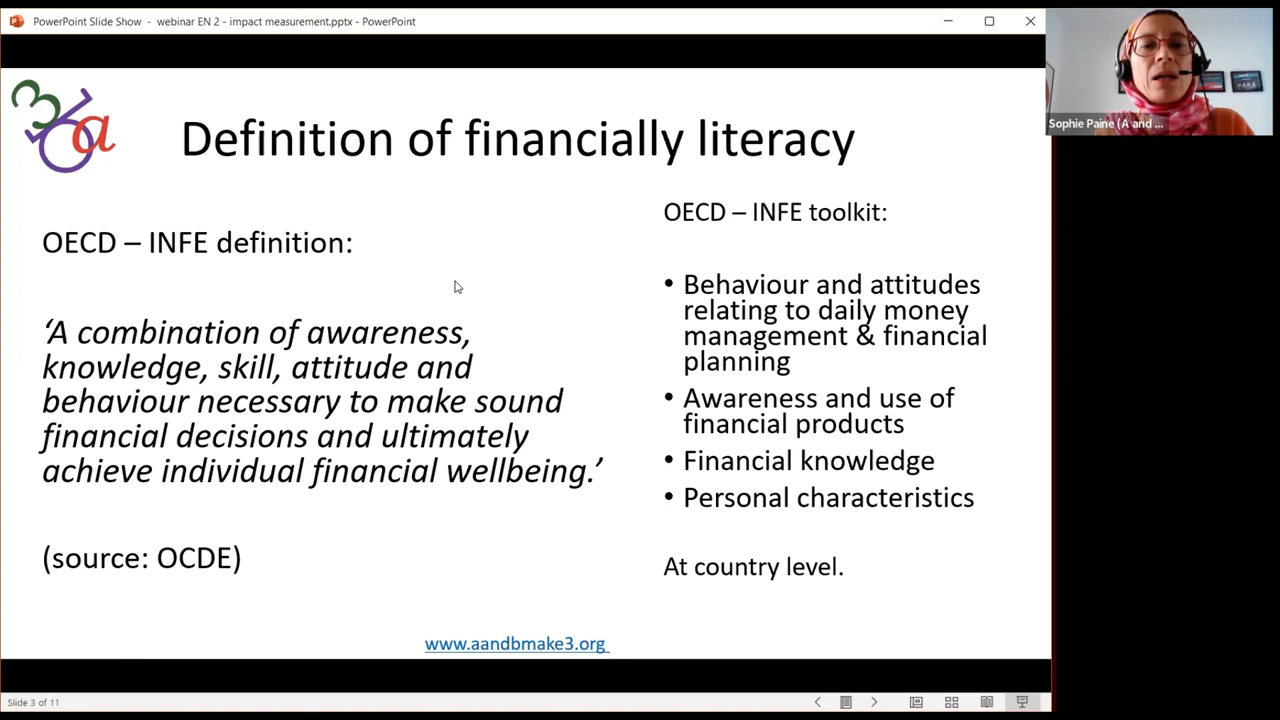 PowerPoint Slide Show - webinar EN 2 - impact measurement.pptx - PowerPoint
Sophie Paine (A and ...
36a
Definition of financially literacy
OECD – INFE definition:
‘A combination of awareness,
knowledge, skill, attitude and
behaviour necessary to make sound
financial decisions and ultimately
achieve individual financial wellbeing.’
(source: OCDE)
OECD – INFE toolkit:
• Behaviour and attitudes
relating to daily money
management & financial
planning
• Awareness and use of
financial products
• Financial knowledge
• Personal characteristics
At country level.
www.aandbmake3.org
Slide 3 of 11